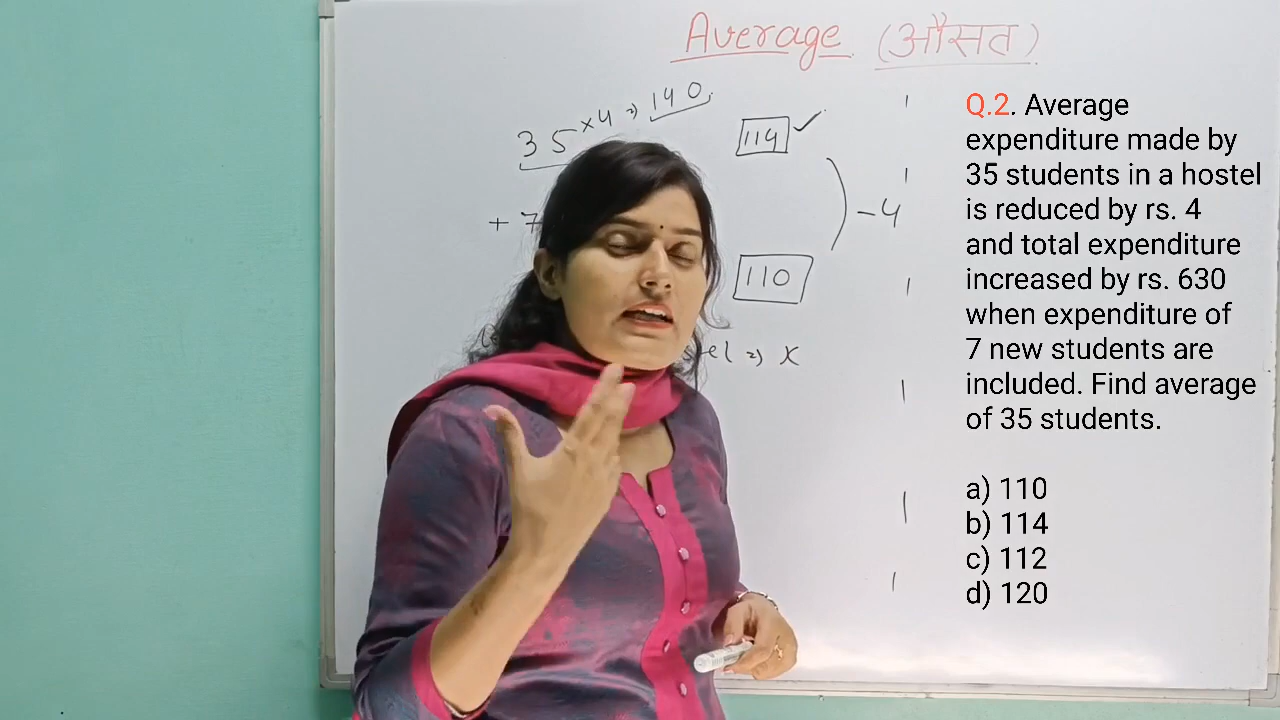 Average (औसत)
35 ×4 ⇒ 140
114 ✓
+ 7
) -4
110
⇒ x
Q.2. Average
expenditure made by
35 students in a hostel
is reduced by rs. 4
and total expenditure
increased by rs. 630
when expenditure of
7 new students are
included. Find average
of 35 students.
a) 110
b) 114
c) 112
d) 120